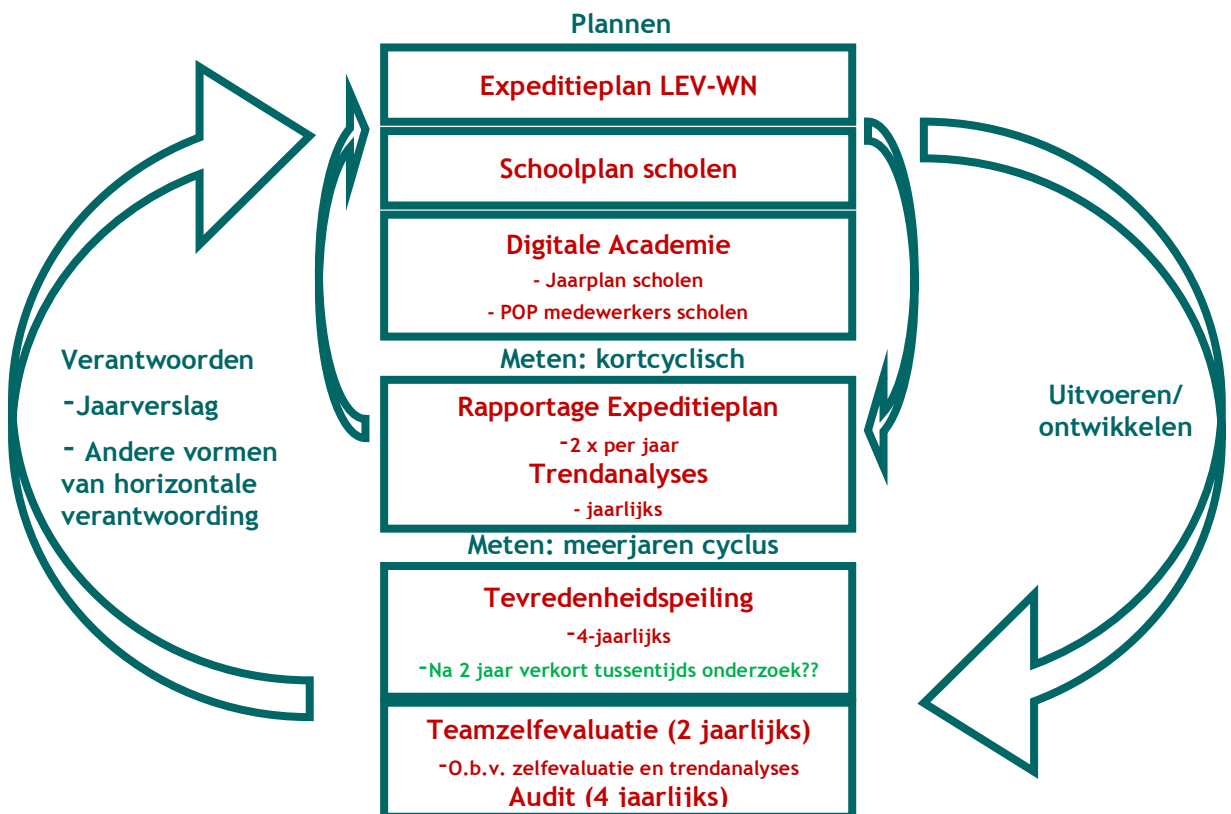 Plannen
Expeditieplan LEV-WN
Schoolplan scholen
Digitale Academie
- Jaarplan scholen
- POP medewerkers scholen
Meten: kortcyclisch
Rapportage Expeditieplan
-2 x per jaar
Trendanalyses
- jaarlijks
Meten: meerjaren cyclus
Tevredenheidspeiling
-4-jaarlijks
-Na 2 jaar verkort tussentijds onderzoek??
Teamzelfevaluatie (2 jaarlijks)
-O.b.v. zelfevaluatie en trendanalyses
Audit (4 jaarlijks)
Verantwoorden
-Jaarverslag
- Andere vormen
van horizontale
verantwoording
Uitvoeren/
ontwikkelen